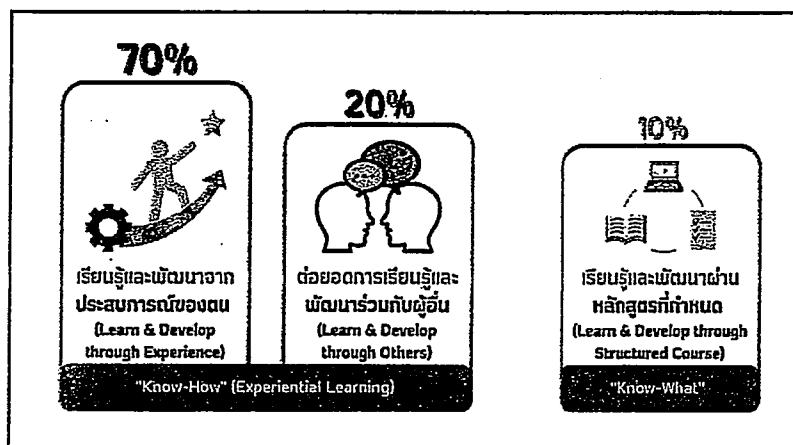 70%
เรียนรู้และพัฒนาจาก
ประสบการณ์ของตน
(Learn & Develop
through Experience)
20%
ต่อยอดการเรียนรู้และ
พัฒนาร่วมกับผู้อื่น
(Learn & Develop
through Others)
"Know-How" (Experiential Learning)
10%
เรียนรู้และพัฒนาผ่าน
หลักสูตรที่กำหนด
(Learn & Develop through
Structured Course)
"Know-What"